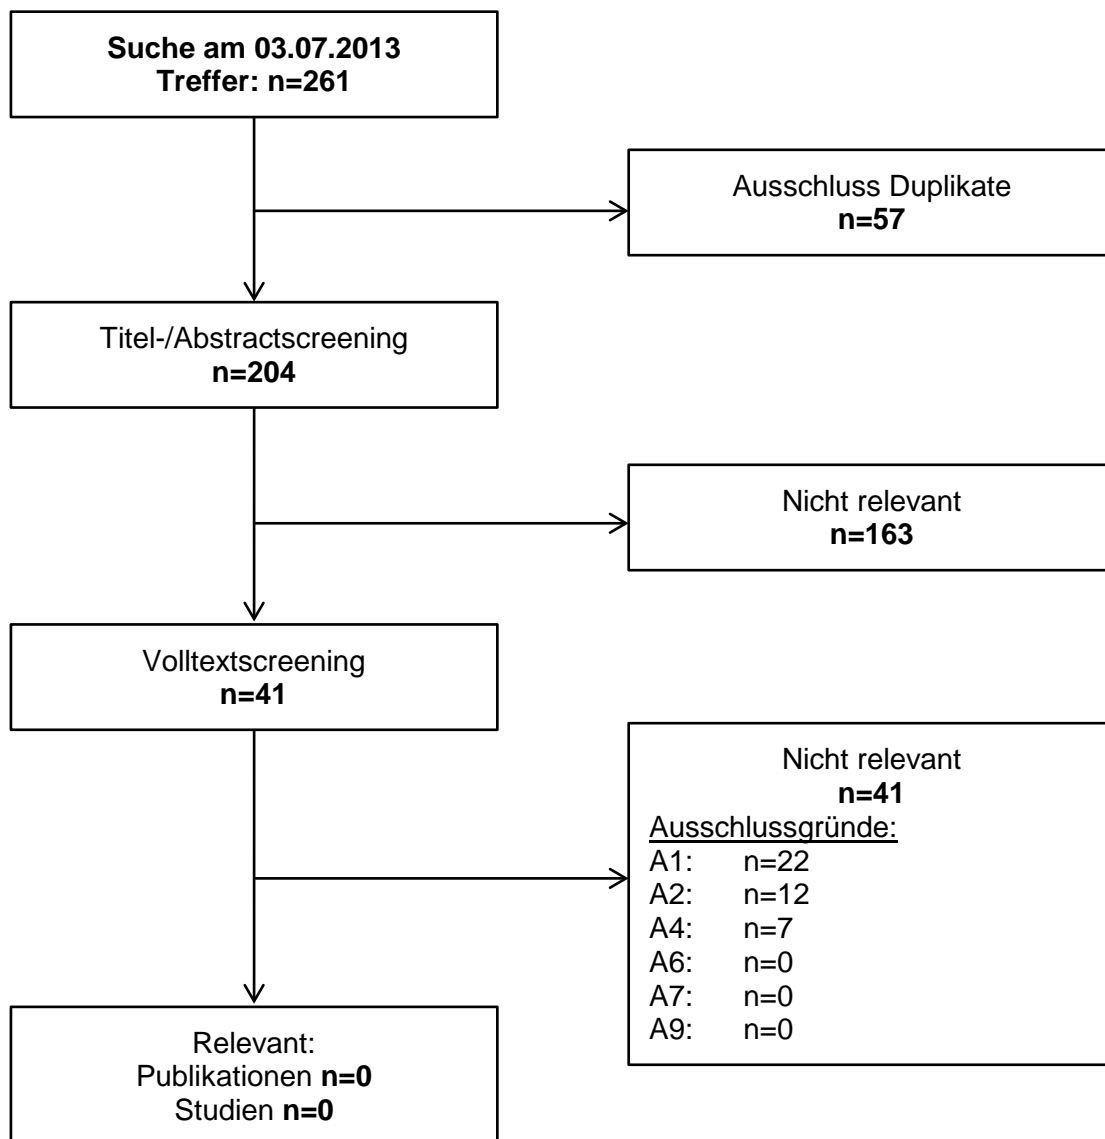 Suche am 03.07.2013
Treffer: n=261
Ausschluss Duplikate
n=57
Titel-/Abstractscreening
n=204
Nicht relevant
n=163
Volltextscreening
n=41
Nicht relevant
n=41
Ausschlussgründe:
A1: n=22
A2: n=12
A4: n=7
A6: n=0
A7: n=0
A9: n=0
Relevant:
Publikationen n=0
Studien n=0